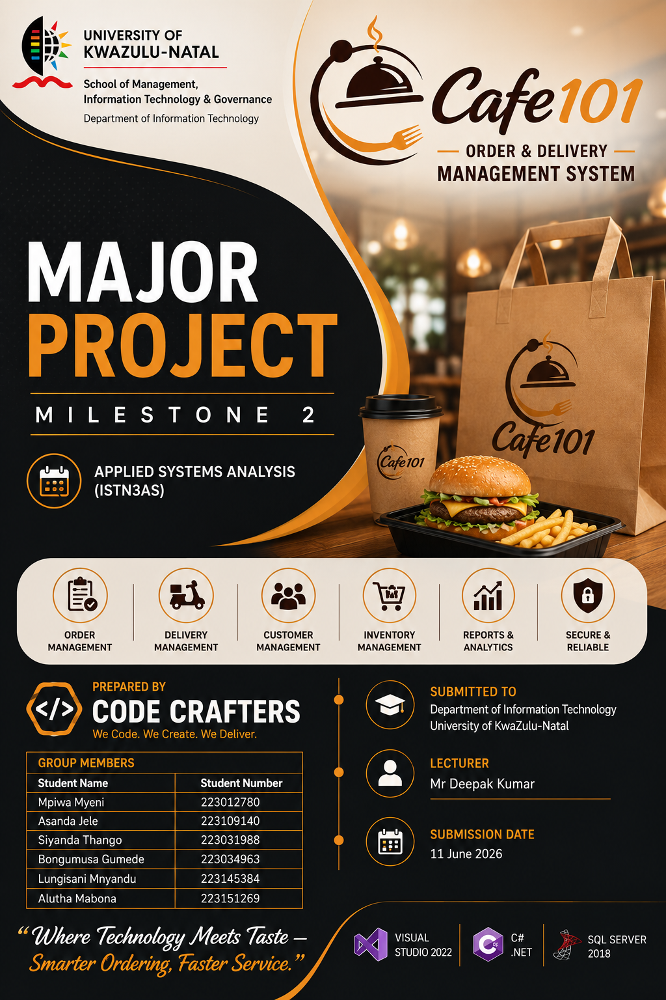 UNIVERSITY OF
KWAZULU-NATAL
School of Management,
Information Technology & Governance
Department of Information Technology
Cafe101
ORDER & DELIVERY
MANAGEMENT SYSTEM
MAJOR
PROJECT
MILESTONE 2
APPLIED SYSTEMS ANALYSIS
(ISTN3AS)
Cafe101
Cafe101
ORDER
MANAGEMENT
DELIVERY
MANAGEMENT
CUSTOMER
MANAGEMENT
INVENTORY
MANAGEMENT
REPORTS &
ANALYTICS
SECURE &
RELIABLE
</>
PREPARED BY
CODE CRAFTERS
We Code. We Create. We Deliver.
GROUP MEMBERS
Student Name Student Number
Mpiwa Myeni 223012780
Asanda Jele 223109140
Siyanda Thango 223031988
Bongumusa Gumede 223034963
Lungisani Mnyandu 223145384
Alutha Mabona 223151269
SUBMITTED TO
Department of Information Technology
University of KwaZulu-Natal
LECTURER
Mr Deepak Kumar
SUBMISSION DATE
11 June 2026
“Where Technology Meets Taste –
Smarter Ordering, Faster Service.”
VISUAL
STUDIO 2022
C
C#
.NET
SQL SERVER
2018